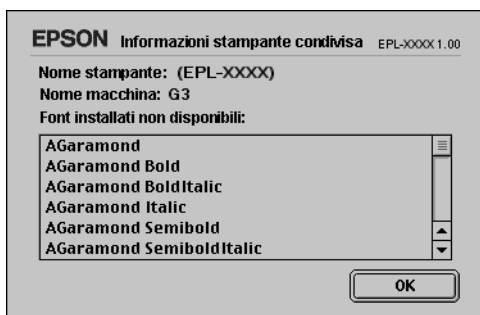 EPSON Informazioni stampante condivisa EPL-XXXX 1.00
Nome stampante: (EPL-XXXX)
Nome macchina: G3
Font installati non disponibili:
AGaramond
AGaramond Bold
AGaramond BoldItalic
AGaramond Italic
AGaramond Semibold
AGaramond SemiboldItalic
OK